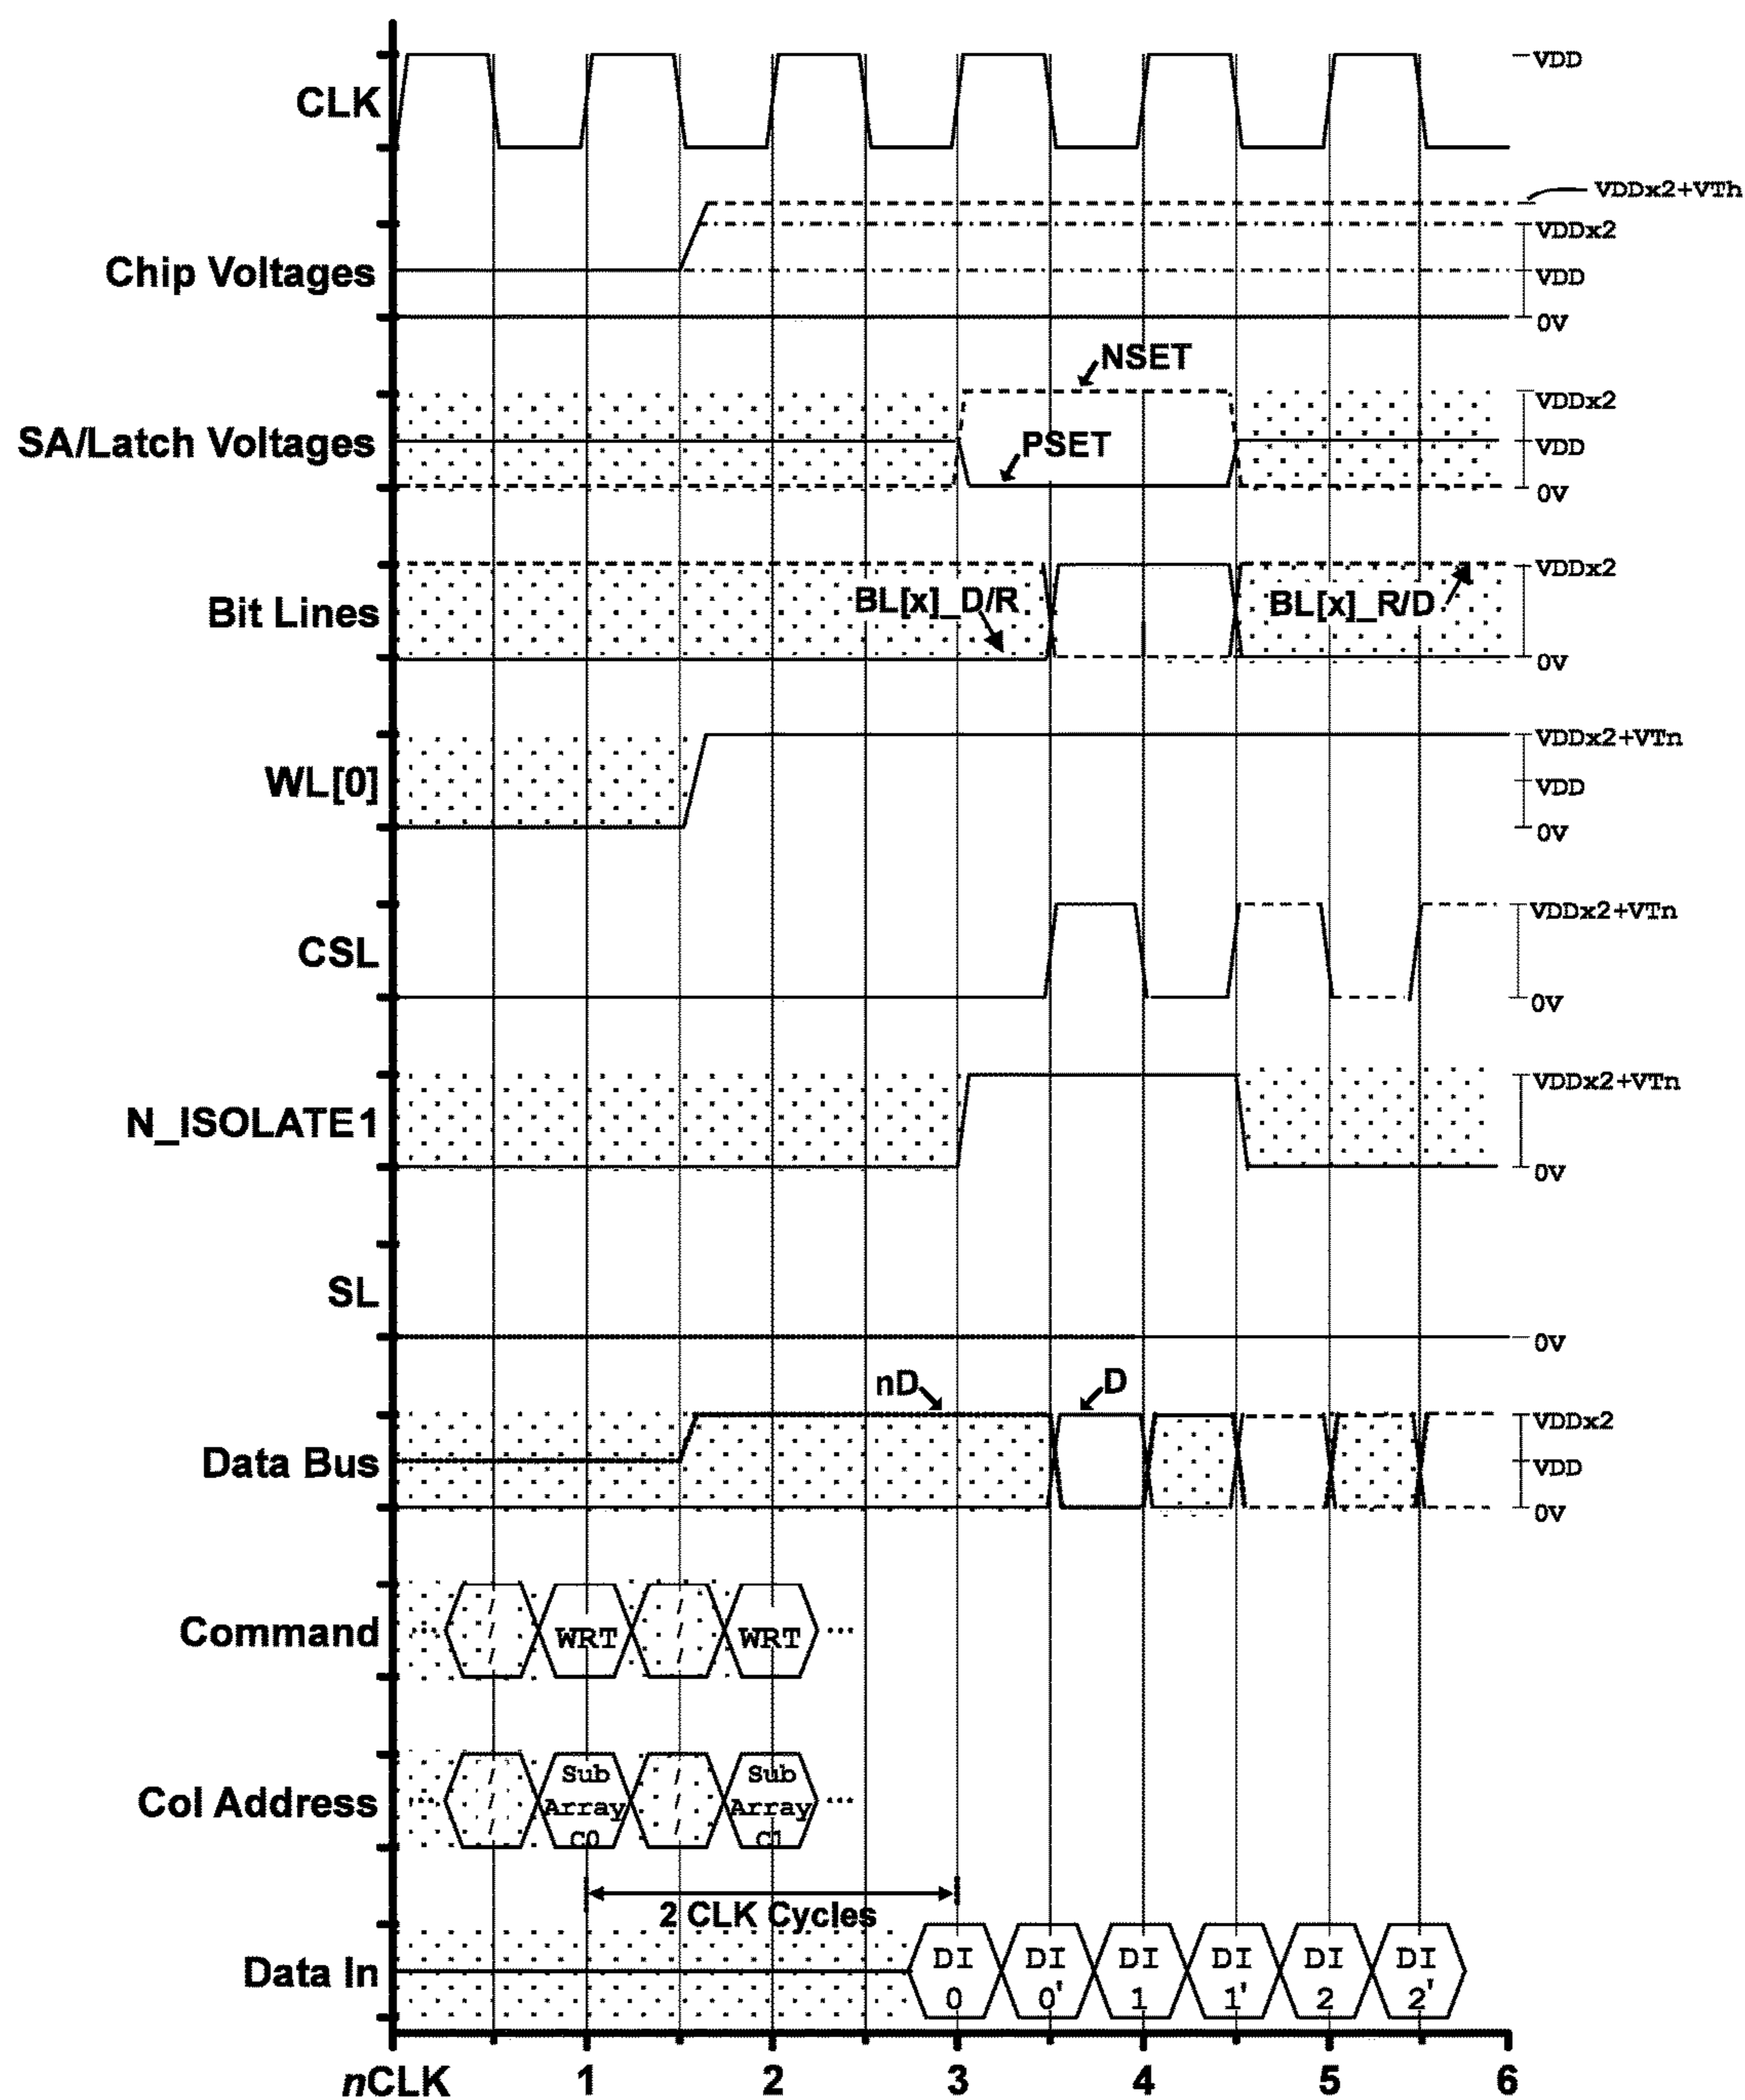 CLK
VDD
Chip Voltages
VDDx2+VTh
VDDx2
VDD
0V
SA/Latch Voltages
NSET
PSET
VDDx2
VDD
0V
Bit Lines
BL[x]_D/R
BL[x]_R/D
VDDx2
0V
WL[0]
VDDx2+VTn
VDD
0V
CSL
VDDx2+VTn
0V
N_ISOLATE1
VDDx2+VTn
0V
SL
0V
Data Bus
nD
D
VDDx2
VDD
0V
Command
...
WRT
WRT
...
Col Address
...
Sub
Array
C0
Sub
Array
C1
...
2 CLK Cycles
Data In
DI
0
DI
0'
DI
1
DI
1'
DI
2
DI
2'
nCLK 1 2 3 4 5 6